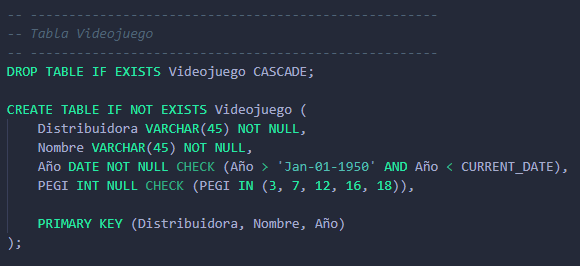 -- --------------------------------------------------
-- Tabla Videojuego
-- --------------------------------------------------
DROP TABLE IF EXISTS Videojuego CASCADE;
CREATE TABLE IF NOT EXISTS Videojuego (
Distribuidora VARCHAR(45) NOT NULL,
Nombre VARCHAR(45) NOT NULL,
Año DATE NOT NULL CHECK (Año > 'Jan-01-1950' AND Año < CURRENT_DATE),
PEGI INT NULL CHECK (PEGI IN (3, 7, 12, 16, 18)),
PRIMARY KEY (Distribuidora, Nombre, Año)
);